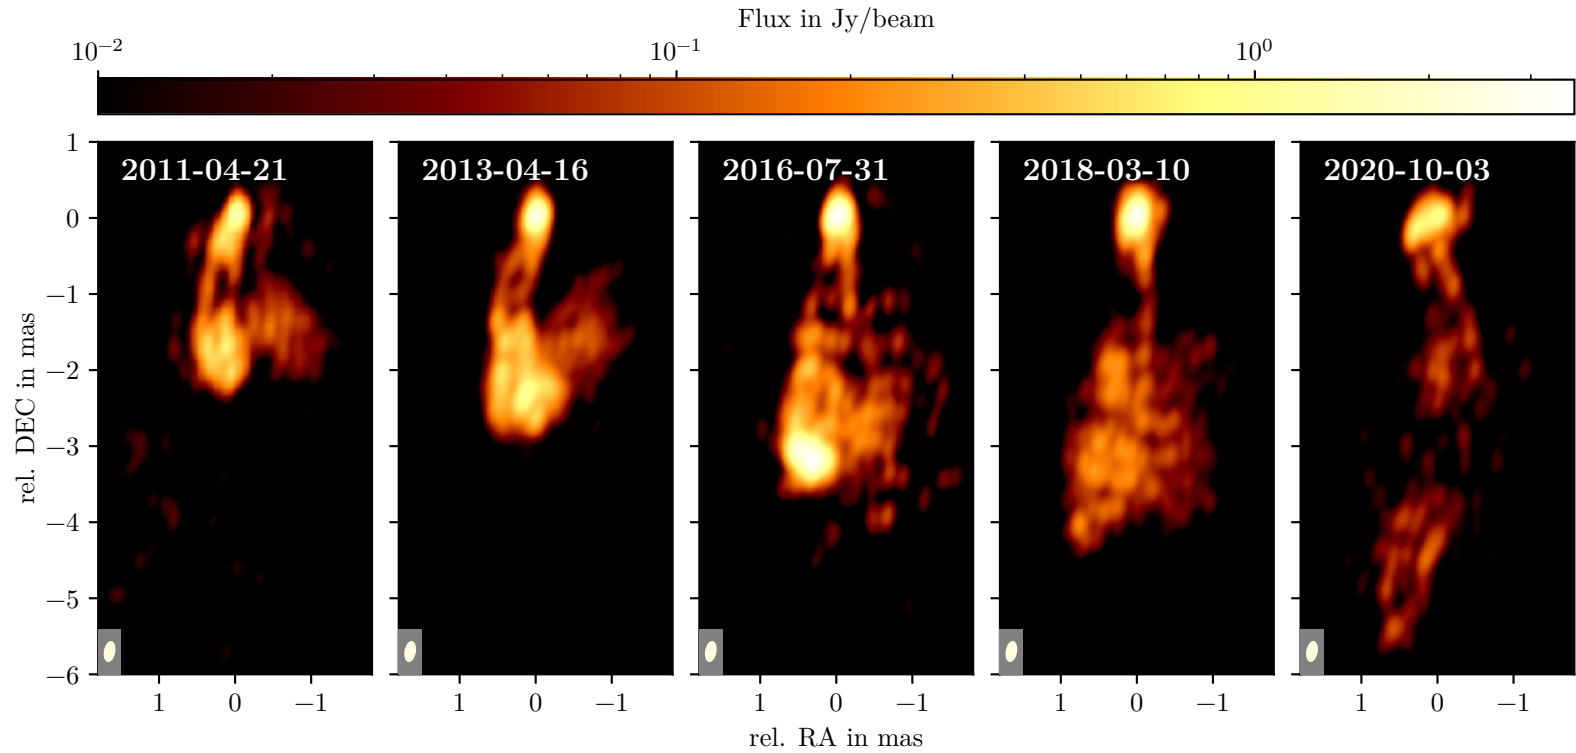 Flux in Jy/beam
10⁻² 10⁻¹ 10⁰
2011-04-21 2013-04-16 2016-07-31 2018-03-10 2020-10-03
rel. DEC in mas
1
0
−1
−2
−3
−4
−5
−6
1 0 −1 1 0 −1 1 0 −1 1 0 −1 1 0 −1
rel. RA in mas